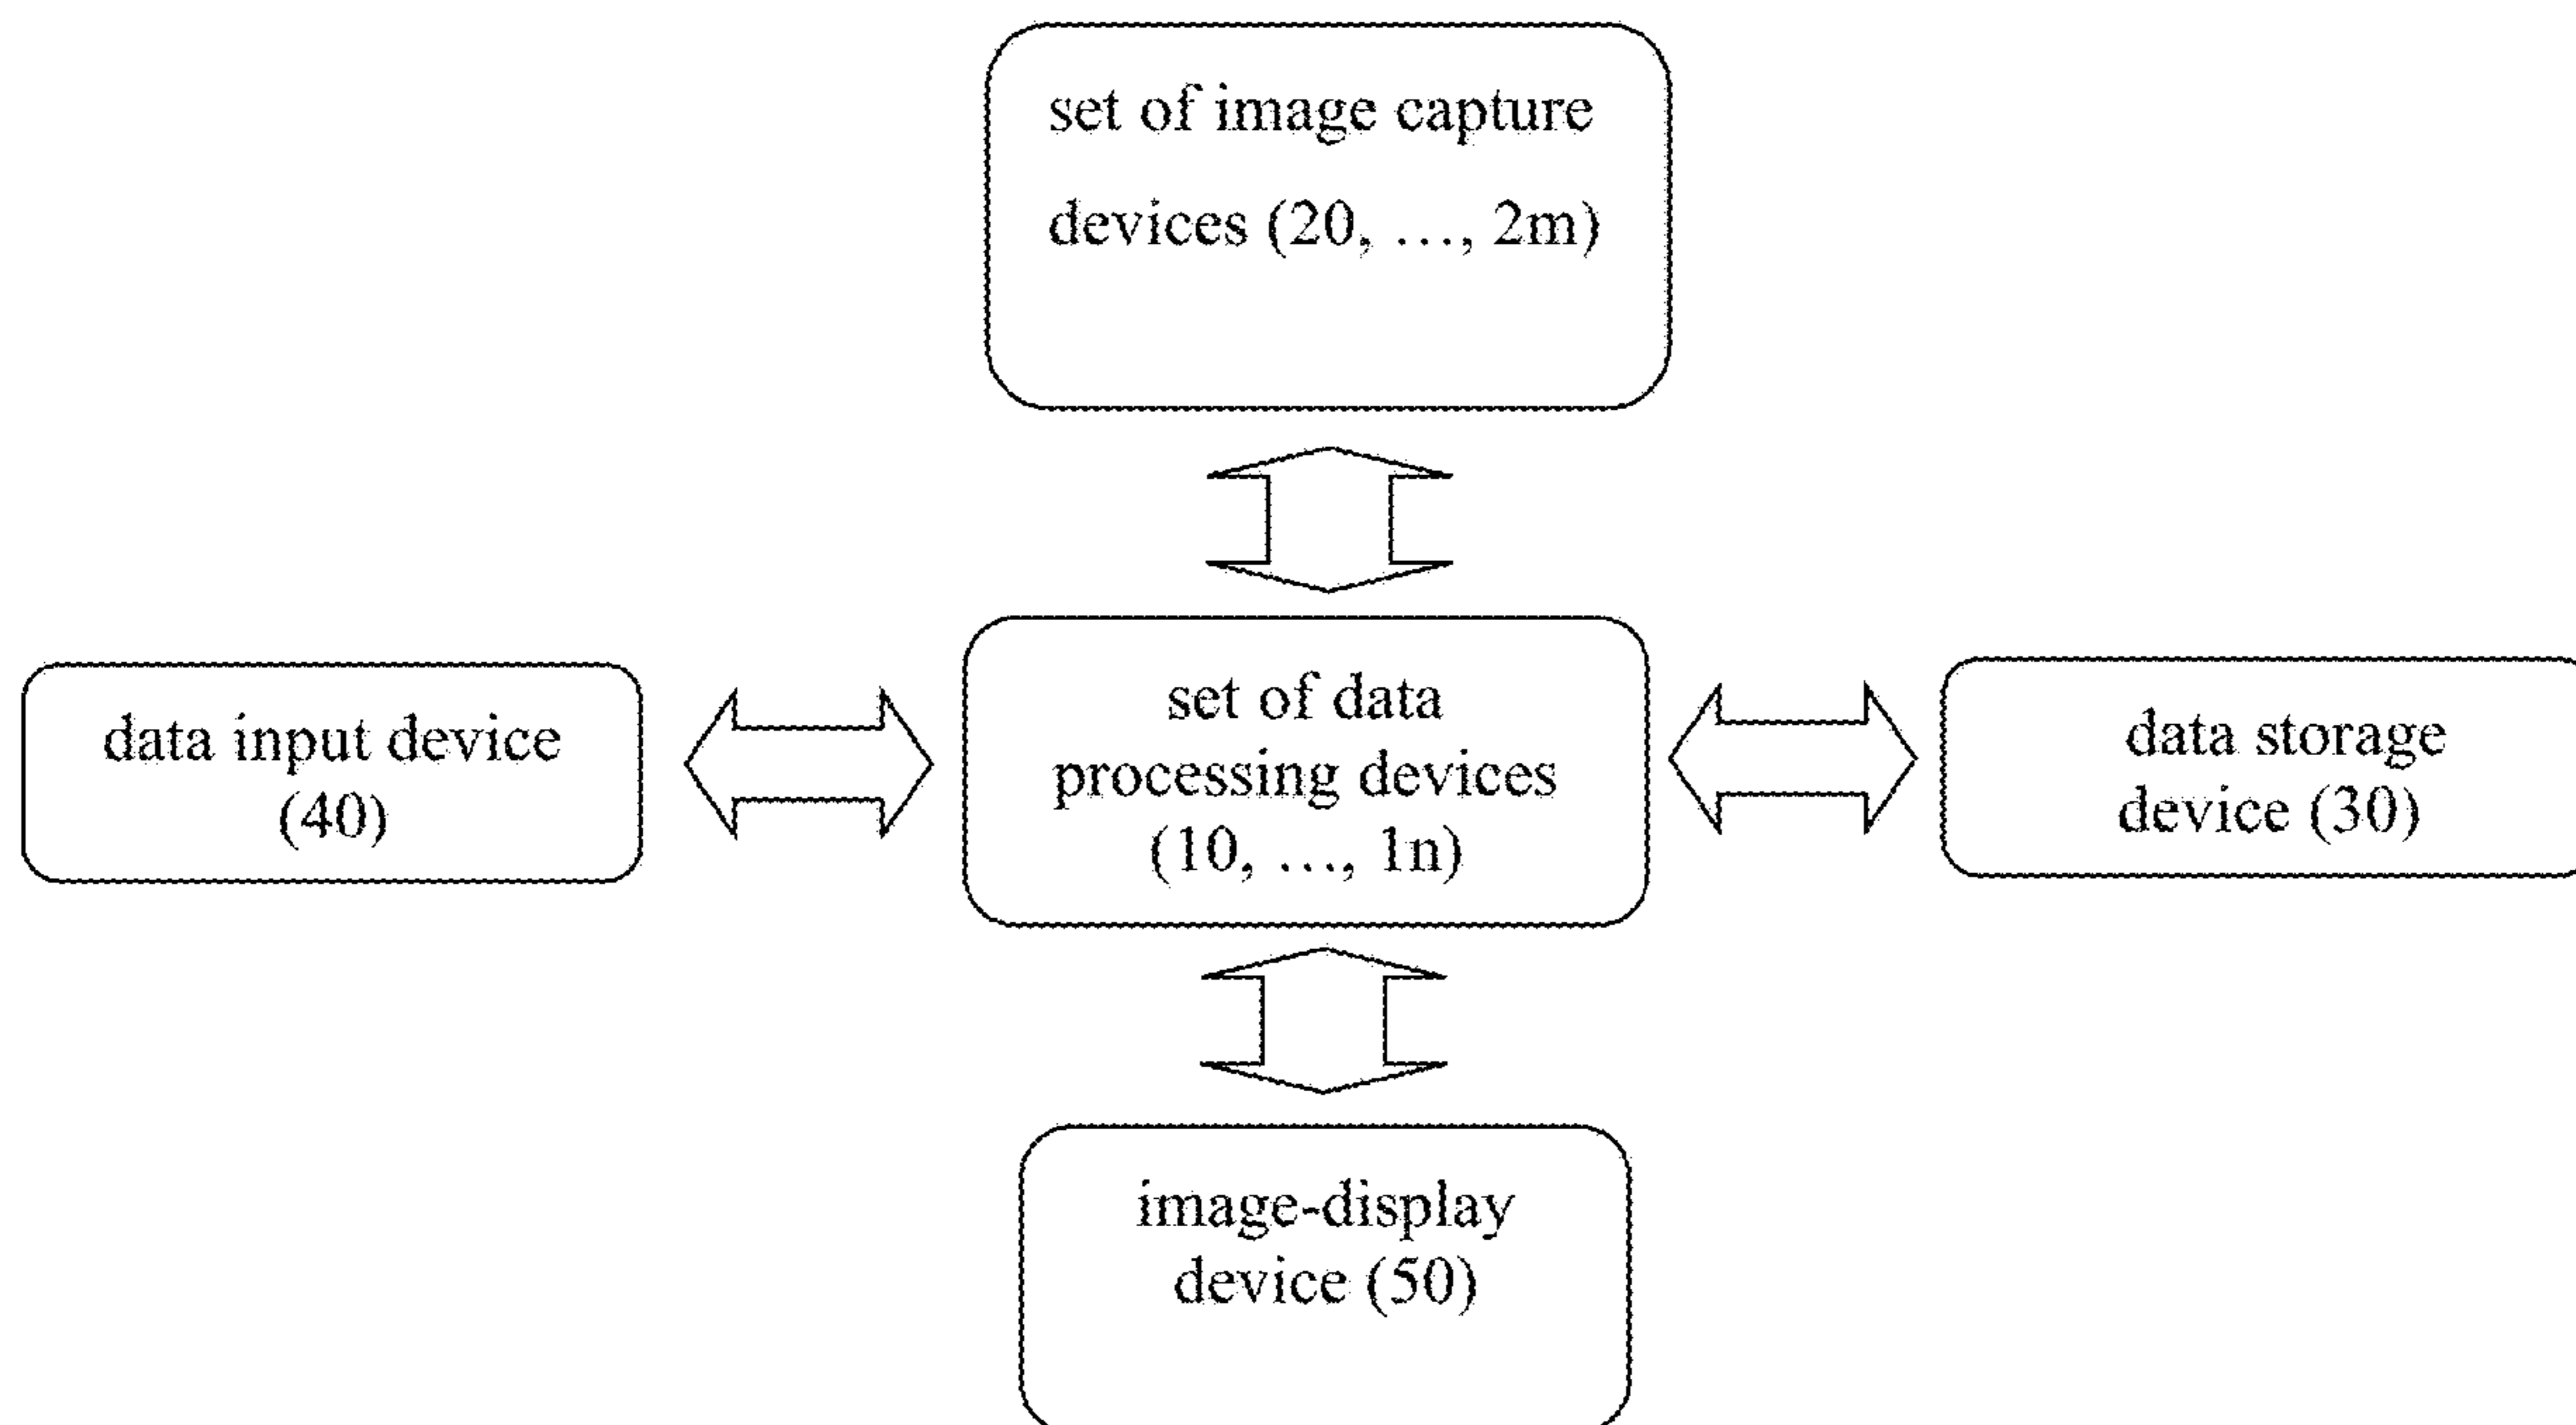 set of image capture
devices (20, …, 2m)
data input device
(40)
set of data
processing devices
(10, …, 1n)
data storage
device (30)
image-display
device (50)